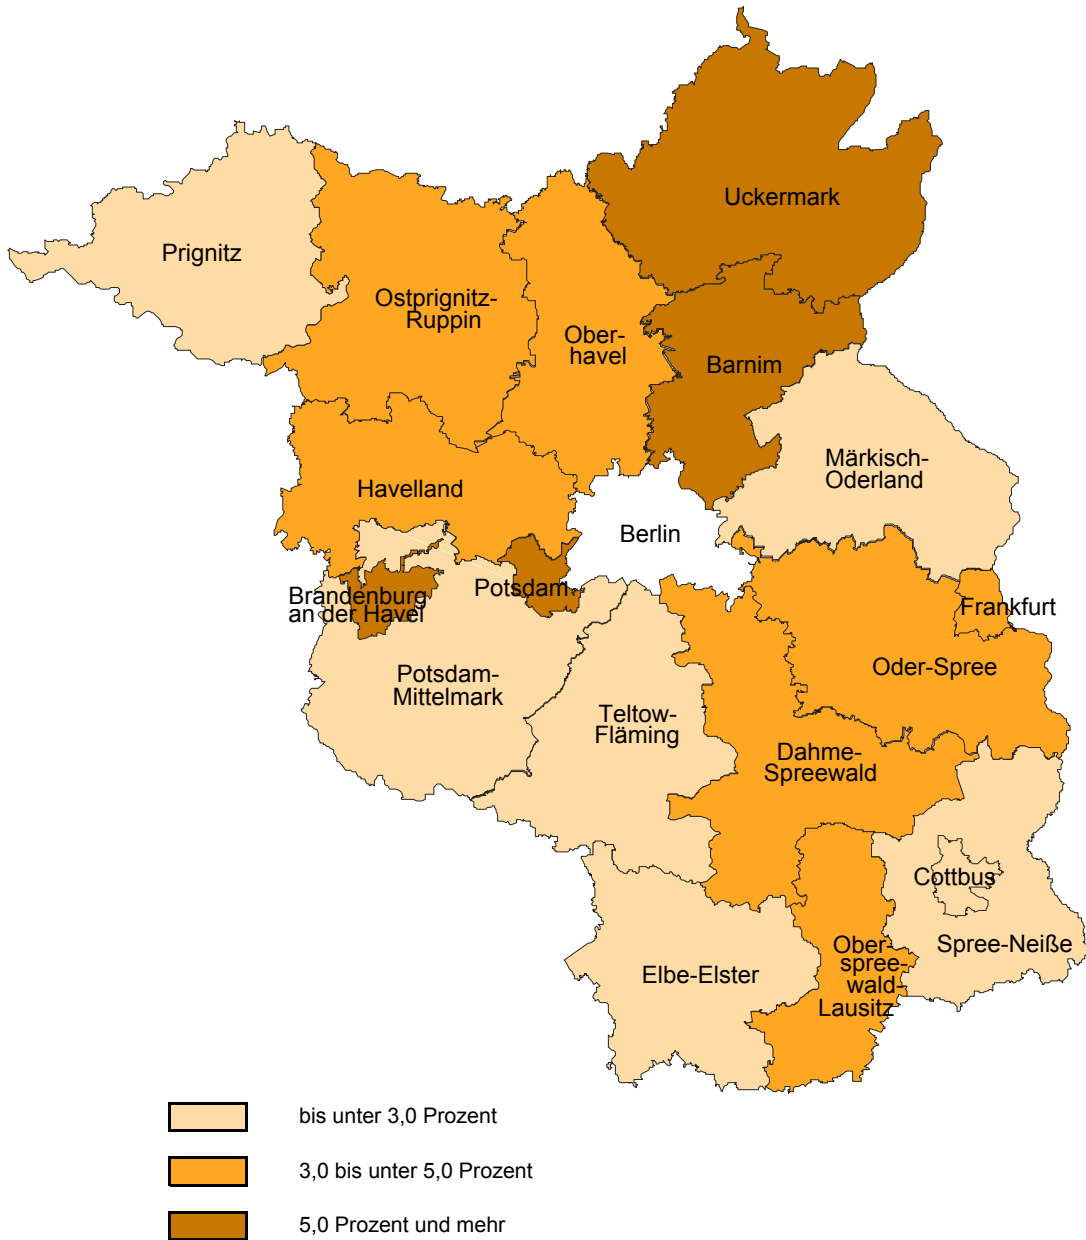 Uckermark
Prignitz
Ostprignitz-
Ruppin
Ober-
havel
Barnim
Märkisch-
Oderland
Havelland
Berlin
Potsdam
Brandenburg
an der Havel
Frankfurt
Oder-Spree
Potsdam-
Mittelmark
Teltow-
Fläming
Dahme-
Spreewald
Cottbus
Spree-Neiße
Ober-
spree-
wald-
Lausitz
Elbe-Elster
bis unter 3,0 Prozent
3,0 bis unter 5,0 Prozent
5,0 Prozent und mehr